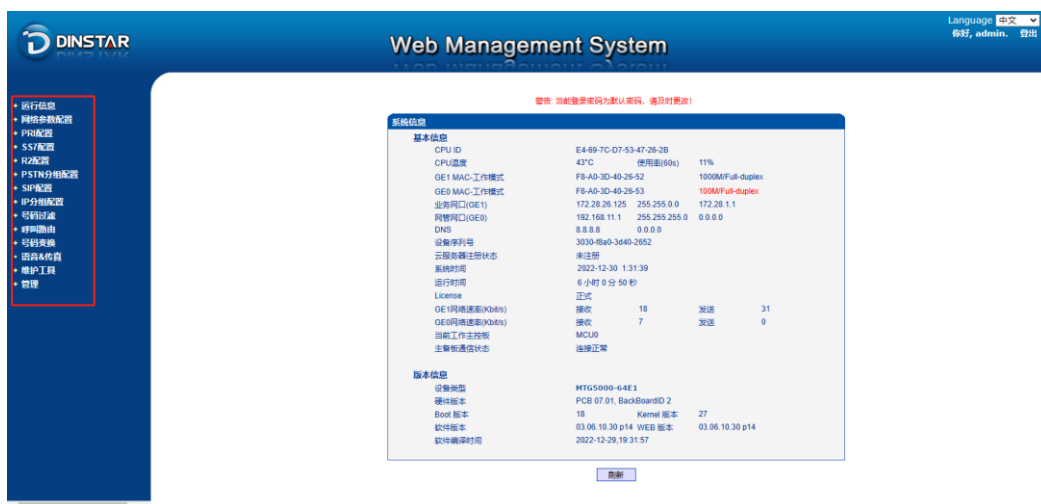 Language 中文
你好, admin. 登出
DINSTAR
Web Management System
运行信息
网络参数配置
PRI配置
SS7配置
R2配置
PSTN分组配置
SIP配置
IP分组配置
号码过滤
呼叫路由
号码变换
语音&传真
维护工具
管理
警告: 当前登录密码为默认密码, 请及时更改!
系统信息
基本信息
CPU ID E4-69-7C-D7-53-47-26-2B
CPU温度 43°C 使用率(60s) 11%
GE1 MAC-工作模式 F8-A0-3D-40-26-52 1000M/Full-duplex
GE0 MAC-工作模式 F8-A0-3D-40-26-53 100M/Full-duplex
业务网口(GE1) 172.28.26.125 255.255.0.0 172.28.1.1
网管网口(GE0) 192.168.11.1 255.255.255.0 0.0.0.0
DNS 8.8.8.8 0.0.0.0
设备序列号 3030-f8a0-3d40-2652
云服务器注册状态 未注册
系统时间 2022-12-30 1:31:39
运行时间 6 小时 0 分 50 秒
License 正式
GE1网络速率(Kbit/s) 接收 18 发送 31
GE0网络速率(Kbit/s) 接收 7 发送 0
当前工作主控板 MCU0
主备板通信状态 连接正常
版本信息
设备类型 MTG5000-64E1
硬件版本 PCB 07.01, BackBoardID 2
Boot 版本 18 Kernel 版本 27
软件版本 03.06.10.30 p14 WEB 版本 03.06.10.30 p14
软件编译时间 2022-12-29,19:31:57
刷新